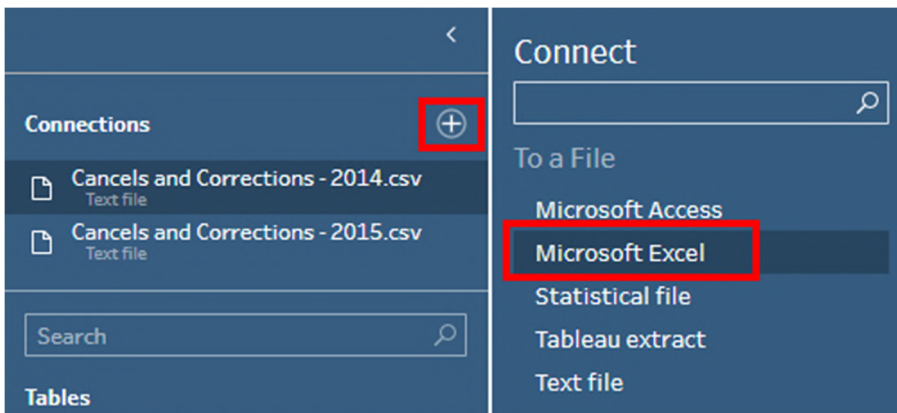 Connections
Cancels and Corrections - 2014.csv
Text file
Cancels and Corrections - 2015.csv
Text file
Search
Tables
Connect
To a File
Microsoft Access
Microsoft Excel
Statistical file
Tableau extract
Text file